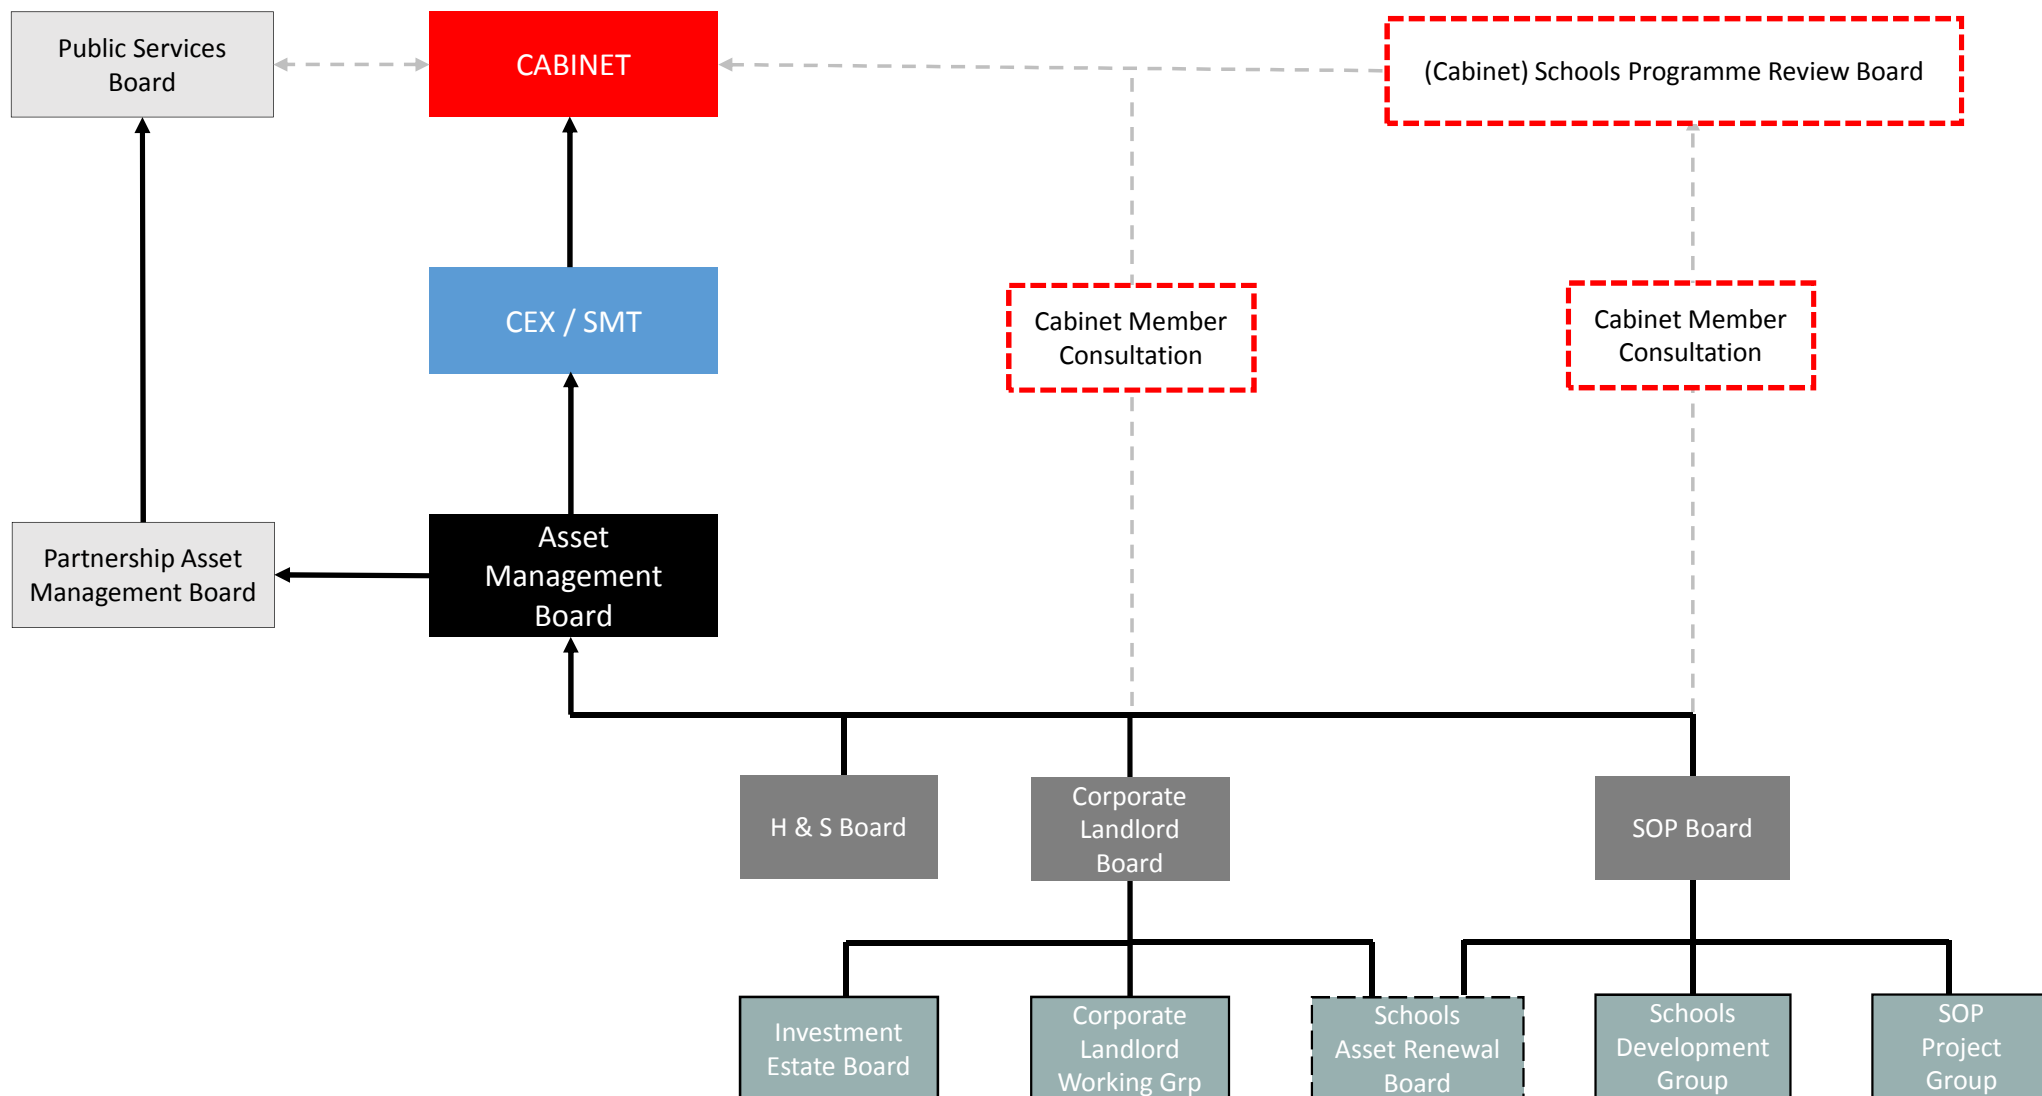 Public Services
Board
CABINET
(Cabinet) Schools Programme Review Board
CEX / SMT
Cabinet Member
Consultation
Cabinet Member
Consultation
Partnership Asset
Management Board
Asset
Management
Board
H & S Board
Corporate
Landlord
Board
SOP Board
Investment
Estate Board
Corporate
Landlord
Working Grp
Schools
Asset Renewal
Board
Schools
Development
Group
SOP
Project
Group